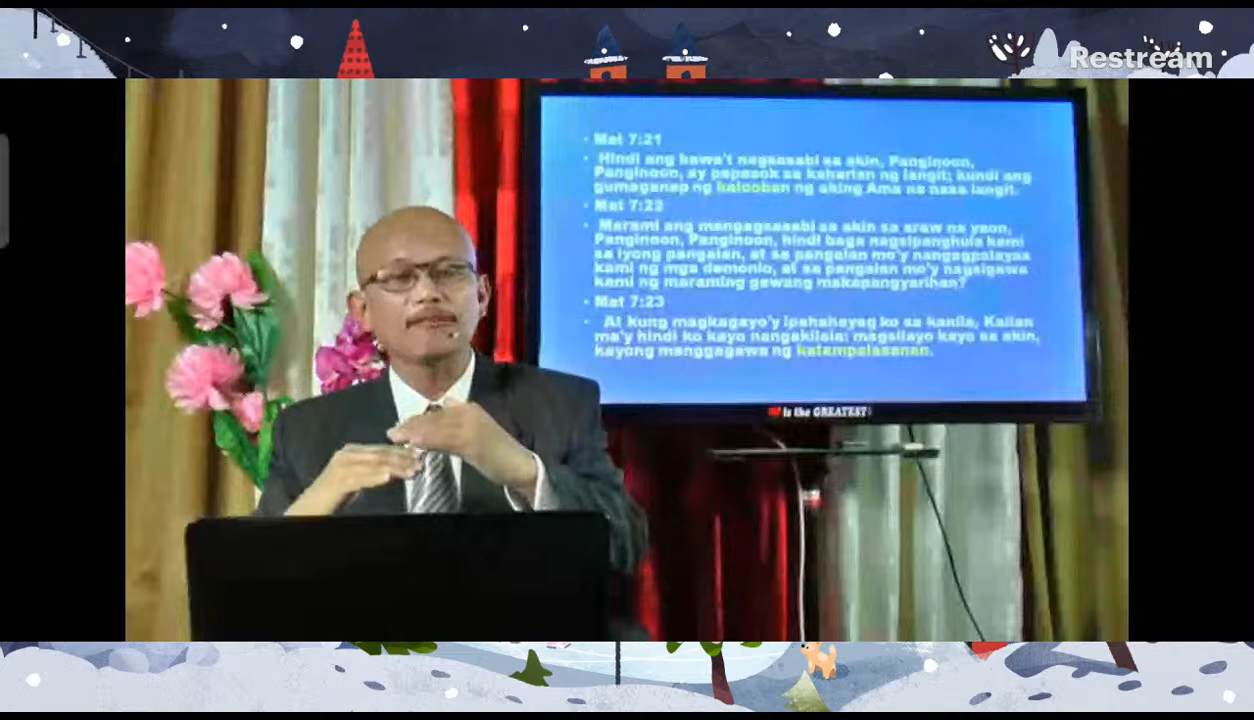 Restream
• Mat 7:21
• Hindi ang bawa't nagsasabi sa akin, Panginoon,
Panginoon, ay papasok sa kaharian ng langit; kundi ang
gumaganap ng kalooban ng aking Ama na nasa langit.
• Mat 7:22
• Marami ang mangagsasabi sa akin sa araw na yaon,
Panginoon, Panginoon, hindi baga nagsipanghula kami
sa iyong pangalan, at sa pangalan mo'y nangagpalayas
kami ng mga demonio, at sa pangalan mo'y nagsigawa
kami ng maraming gawang makapangyarihan?
• Mat 7:23
• At kung magkagayo'y ipahahayag ko sa kanila, Kailan
ma'y hindi ko kayo nangakilala: magsilayo kayo sa akin,
kayong manggagawa ng katampalasanan.
is the GREATEST!